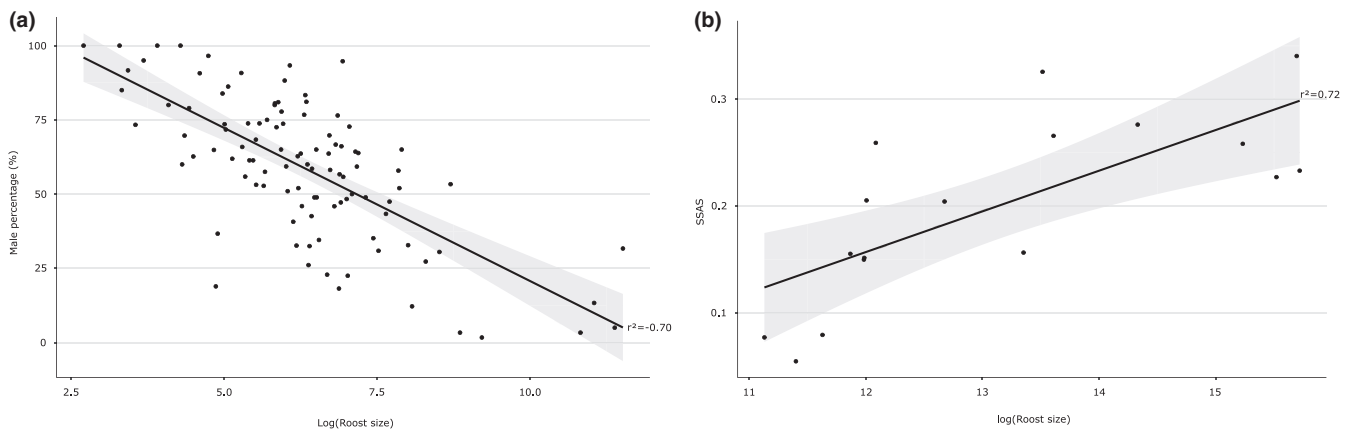 (a)
100
75
50
25
0
Male percentage (%)
r²=-0.70
2.5 5.0 7.5 10.0
Log(Roost size)
(b)
0.3
0.2
0.1
SSAS
r²=0.72
11 12 13 14 15
log(Roost size)